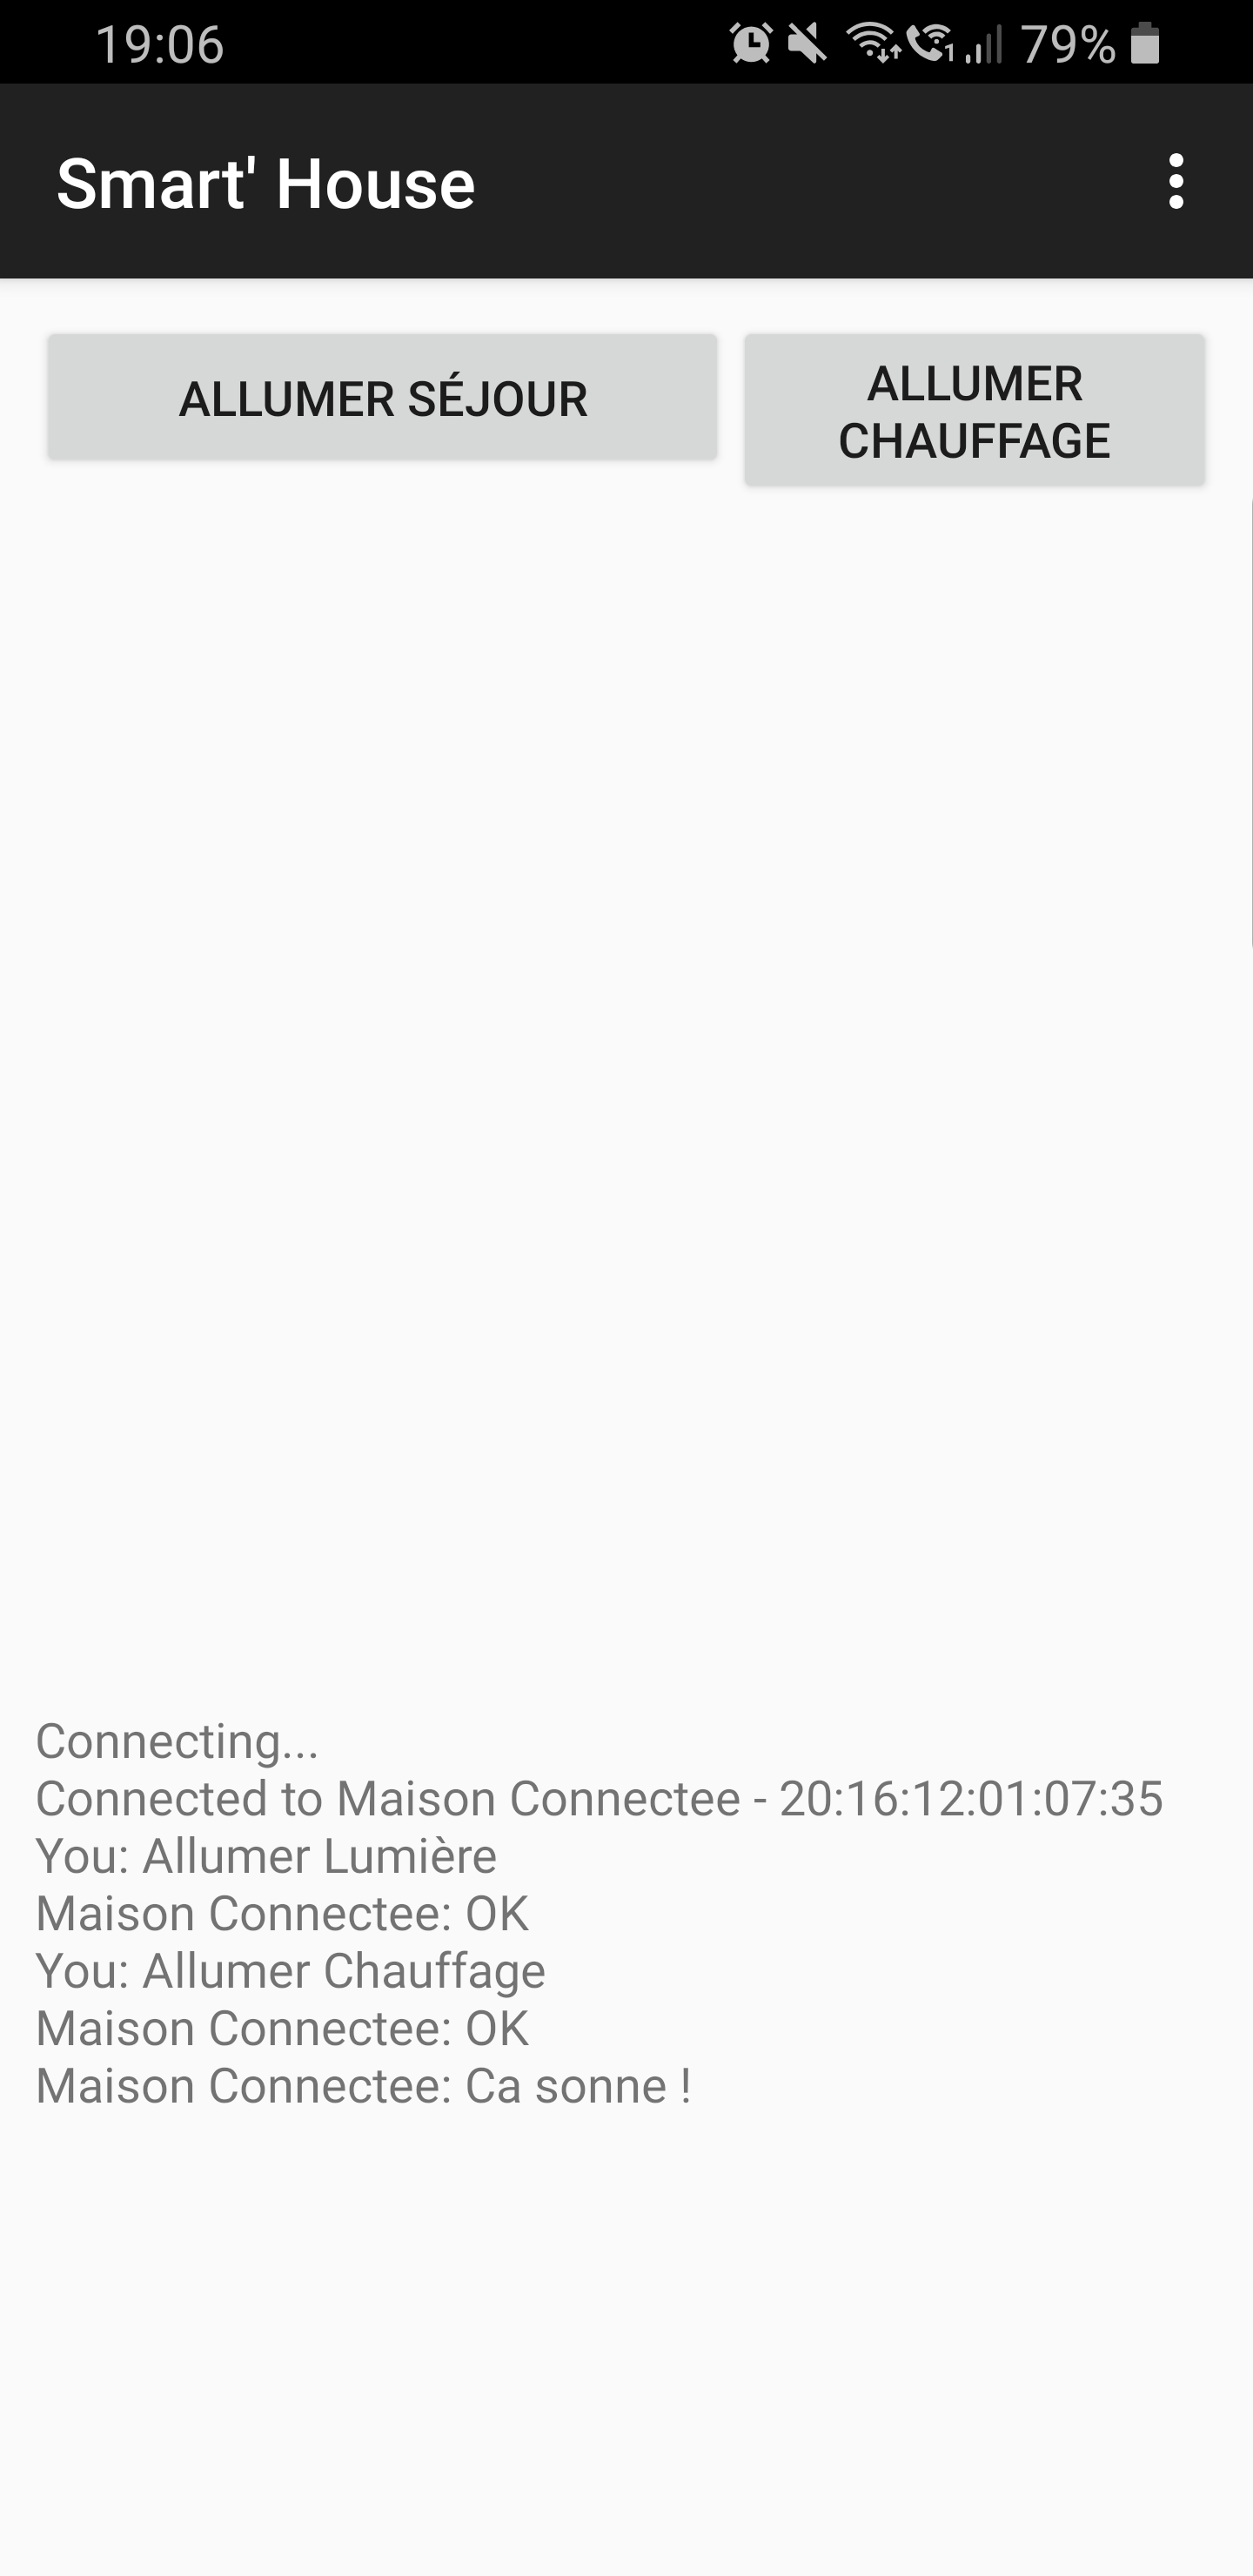 19:06
79%
Smart' House
ALLUMER SÉJOUR
ALLUMER
CHAUFFAGE
Connecting...
Connected to Maison Connectee - 20:16:12:01:07:35
You: Allumer Lumière
Maison Connectee: OK
You: Allumer Chauffage
Maison Connectee: OK
Maison Connectee: Ca sonne !